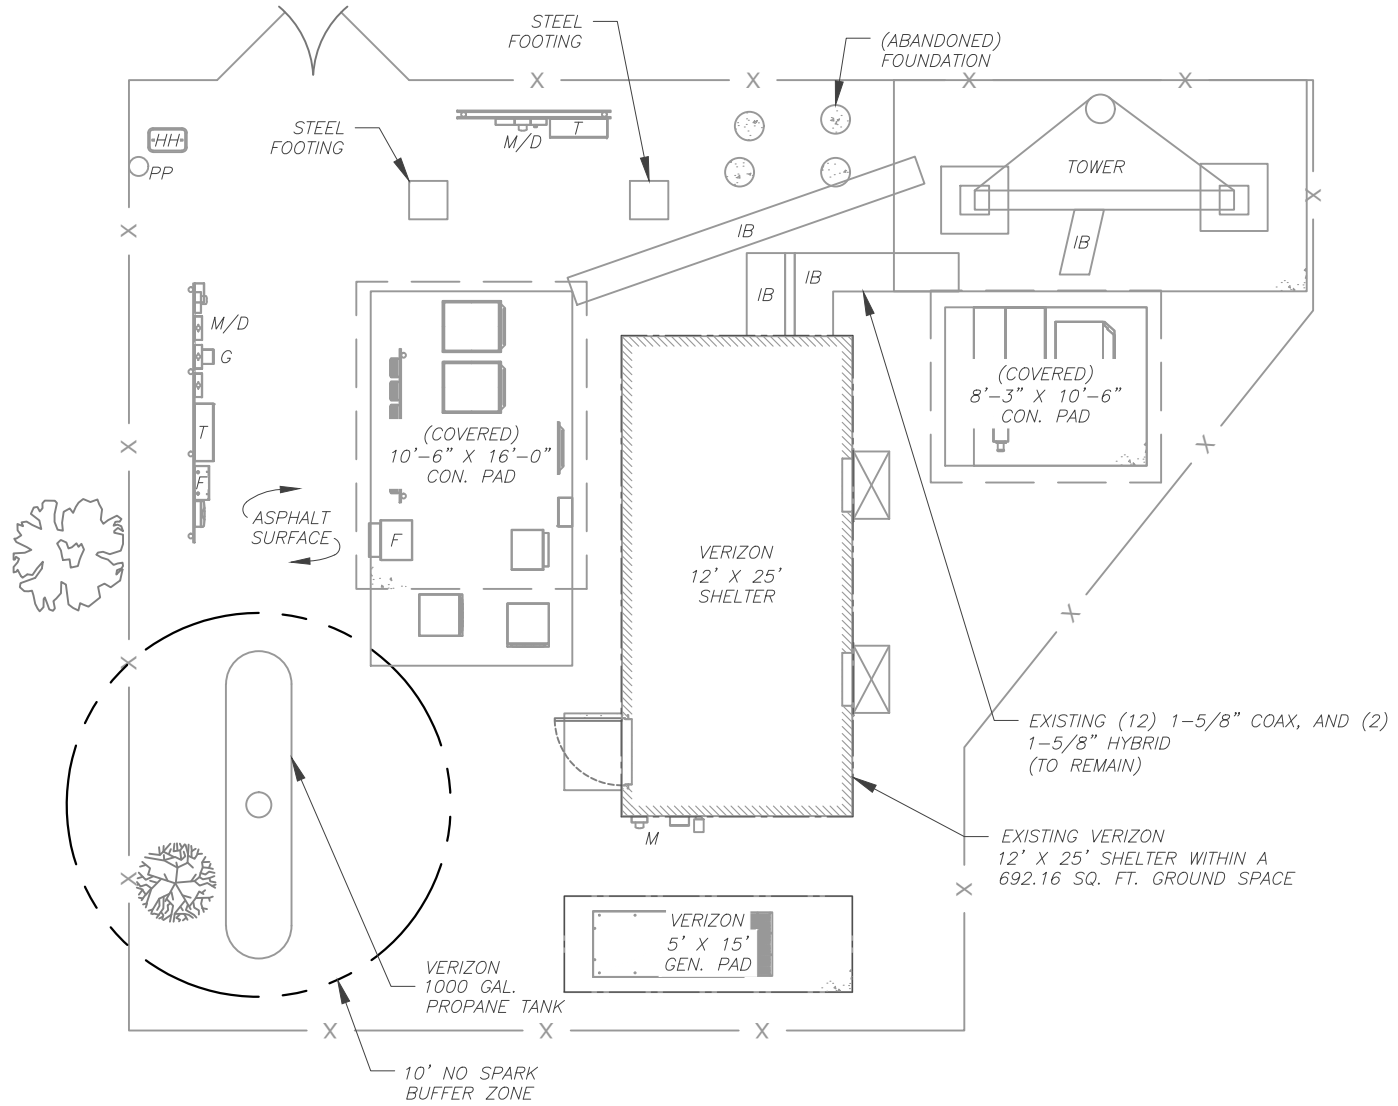 STEEL
FOOTING
(ABANDONED)
FOUNDATION
X
X
X
X
STEEL
FOOTING
M/D
T
HH
PP
TOWER
X
X
IB
IB
IB
IB
M/D
G
(COVERED)
8'-3" X 10'-6"
CON. PAD
(COVERED)
10'-6" X 16'-0"
CON. PAD
T
X
X
F
ASPHALT
SURFACE
F
VERIZON
12' X 25'
SHELTER
X
X
EXISTING (12) 1-5/8" COAX, AND (2)
1-5/8" HYBRID
(TO REMAIN)
M
EXISTING VERIZON
12' X 25' SHELTER WITHIN A
692.16 SQ. FT. GROUND SPACE
X
X
VERIZON
5' X 15'
GEN. PAD
VERIZON
1000 GAL.
PROPANE TANK
X
X
X
10' NO SPARK
BUFFER ZONE